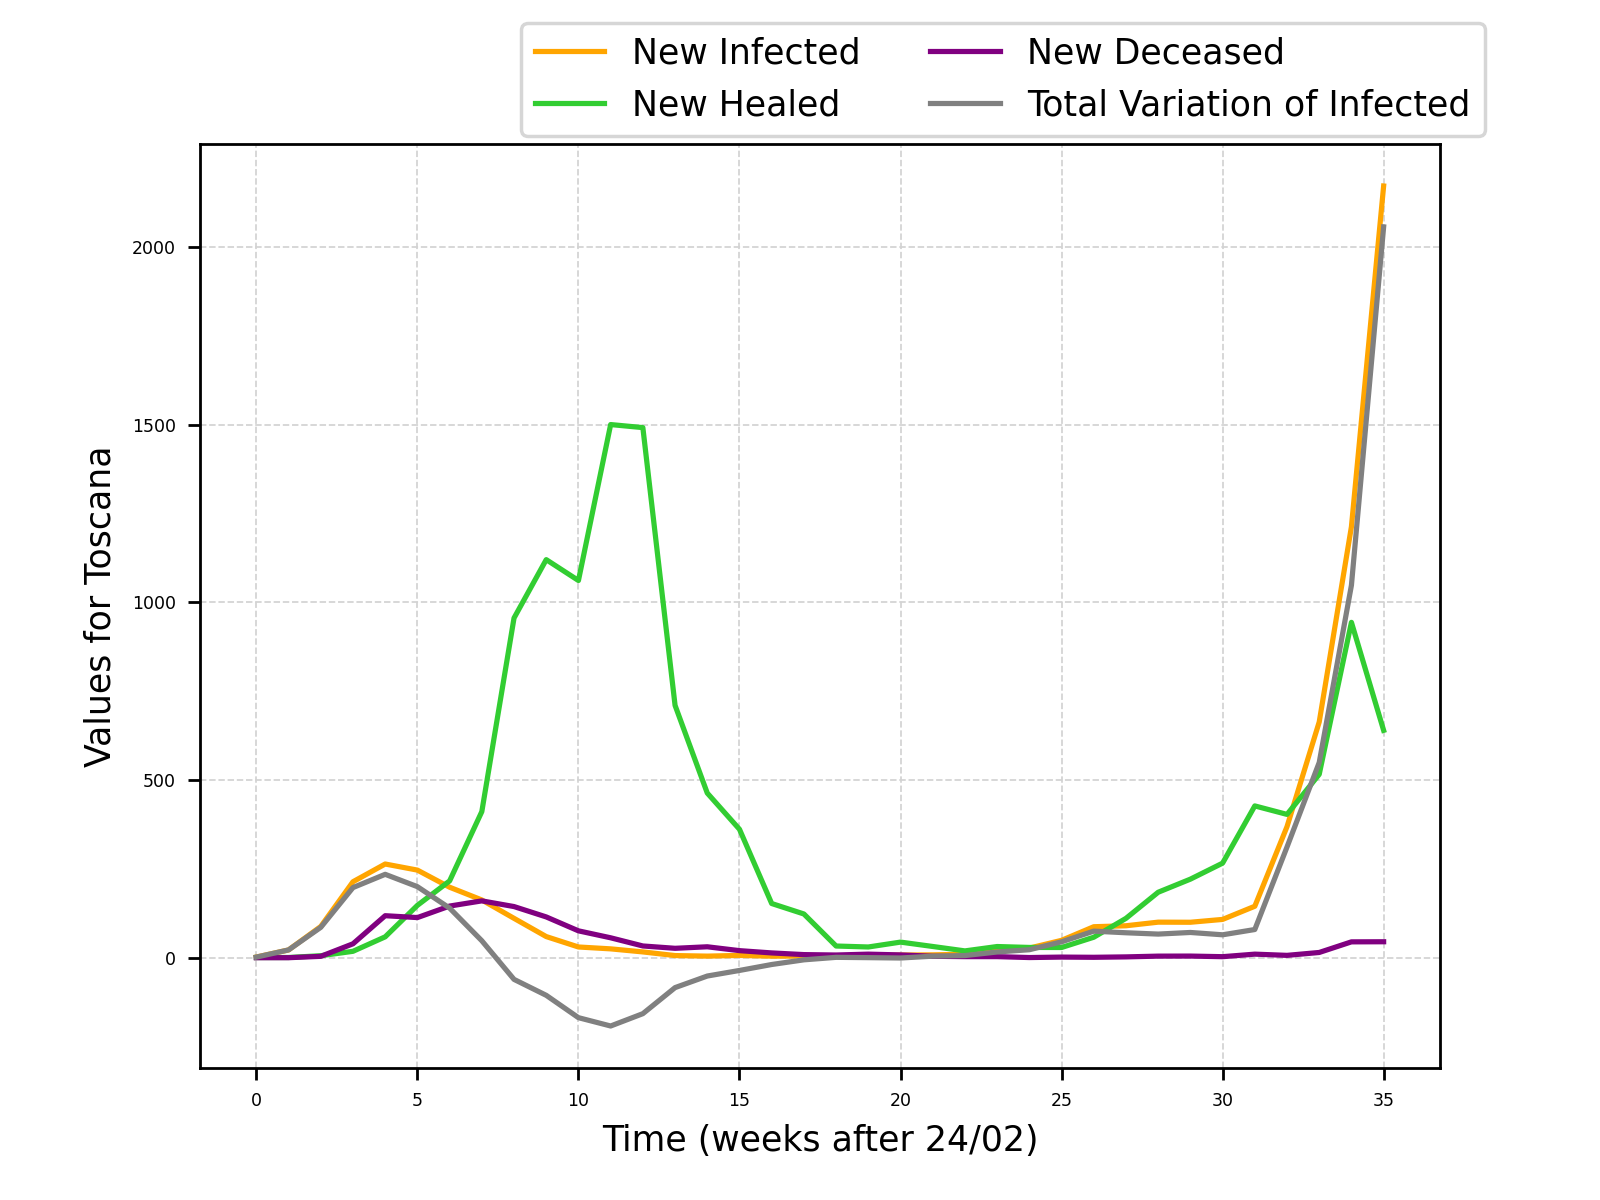 New Infected
New Healed
New Deceased
Total Variation of Infected
Values for Toscana
2000
1500
1000
500
0
0 5 10 15 20 25 30 35
Time (weeks after 24/02)